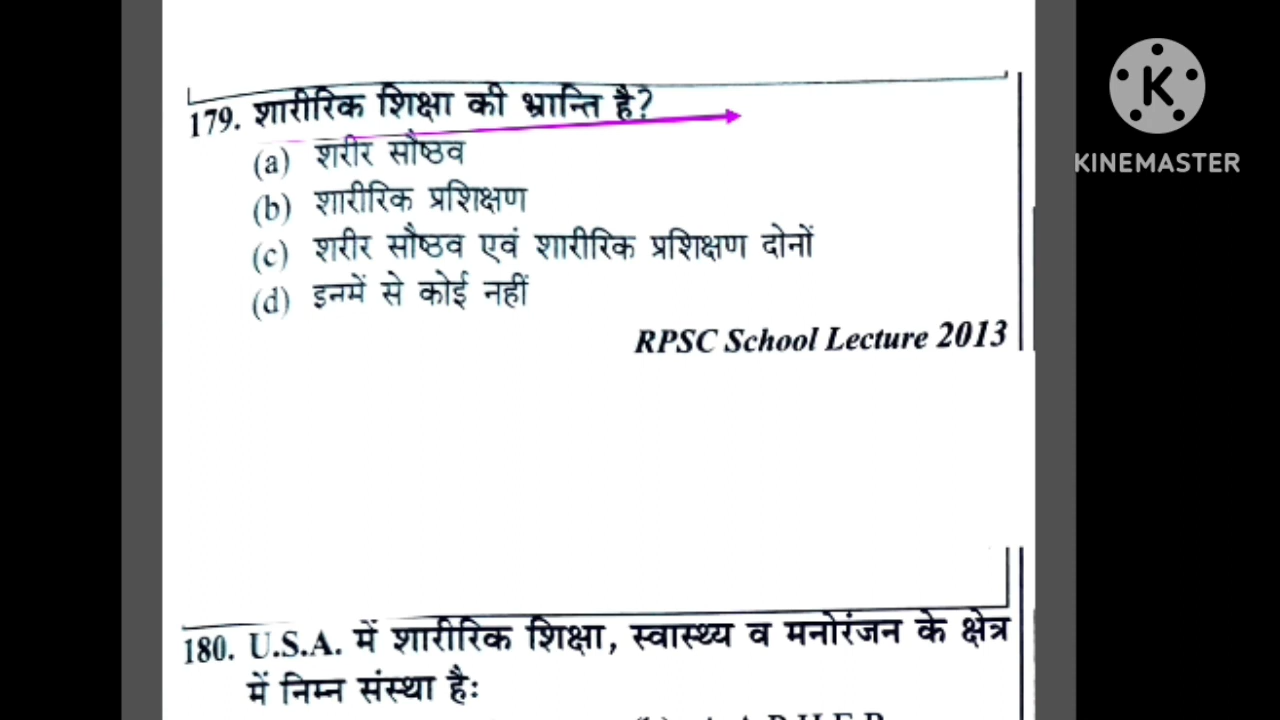 179. शारीरिक शिक्षा की भ्रान्ति है?
(a) शरीर सौष्ठव
(b) शारीरिक प्रशिक्षण
(c) शरीर सौष्ठव एवं शारीरिक प्रशिक्षण दोनों
(d) इनमें से कोई नहीं
RPSC School Lecture 2013
K
KINEMASTER
180. U.S.A. में शारीरिक शिक्षा, स्वास्थ्य व मनोरंजन के क्षेत्र
में निम्न संस्था है: